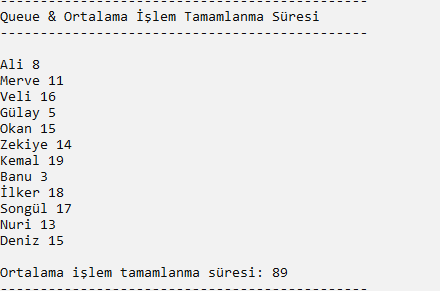 -----------------------------------------------
Queue & Ortalama İşlem Tamamlanma Süresi
-----------------------------------------------
Ali 8
Merve 11
Veli 16
Gülay 5
Okan 15
Zekiye 14
Kemal 19
Banu 3
İlker 18
Songül 17
Nuri 13
Deniz 15
Ortalama işlem tamamlanma süresi: 89
-----------------------------------------------